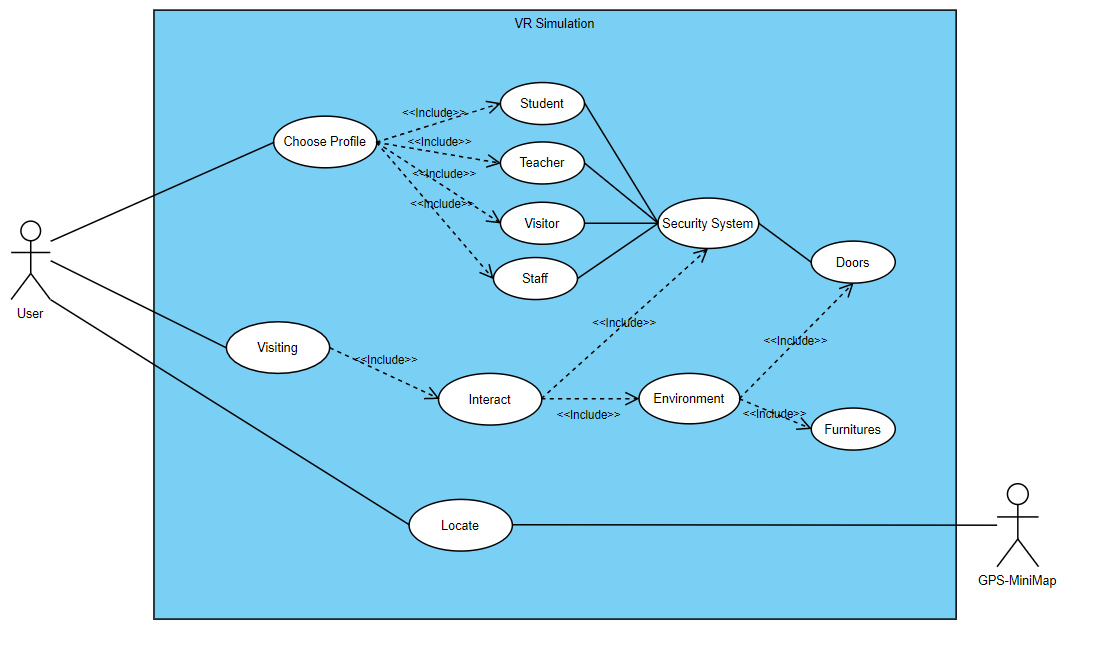 VR Simulation
Student
<<Include>>
Choose Profile
<<Include>>
Teacher
<<Include>>
<<Include>>
Visitor
Security System
Staff
Doors
User
<<Include>>
<<Include>>
Visiting
<<Include>>
Interact
Environment
<<Include>>
<<Include>>
Furnitures
Locate
GPS-MiniMap